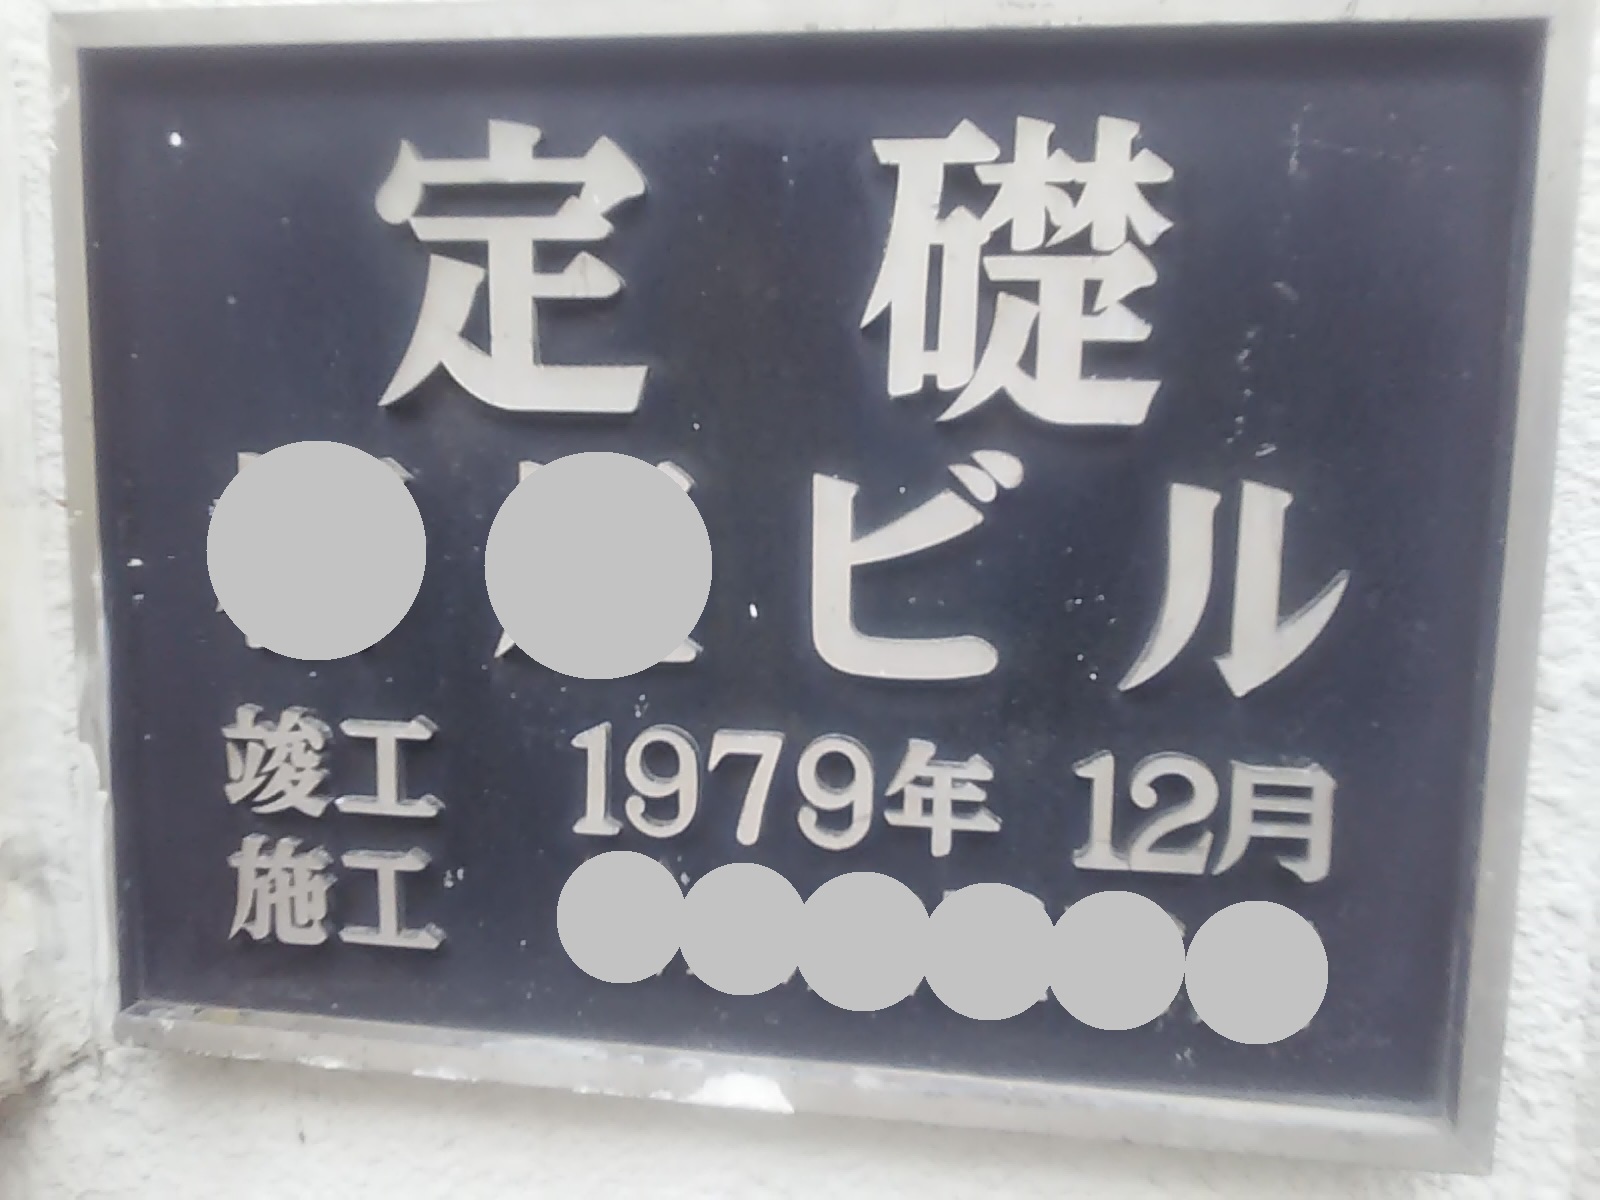 定礎
ビル
竣工 1979年 12月
施工